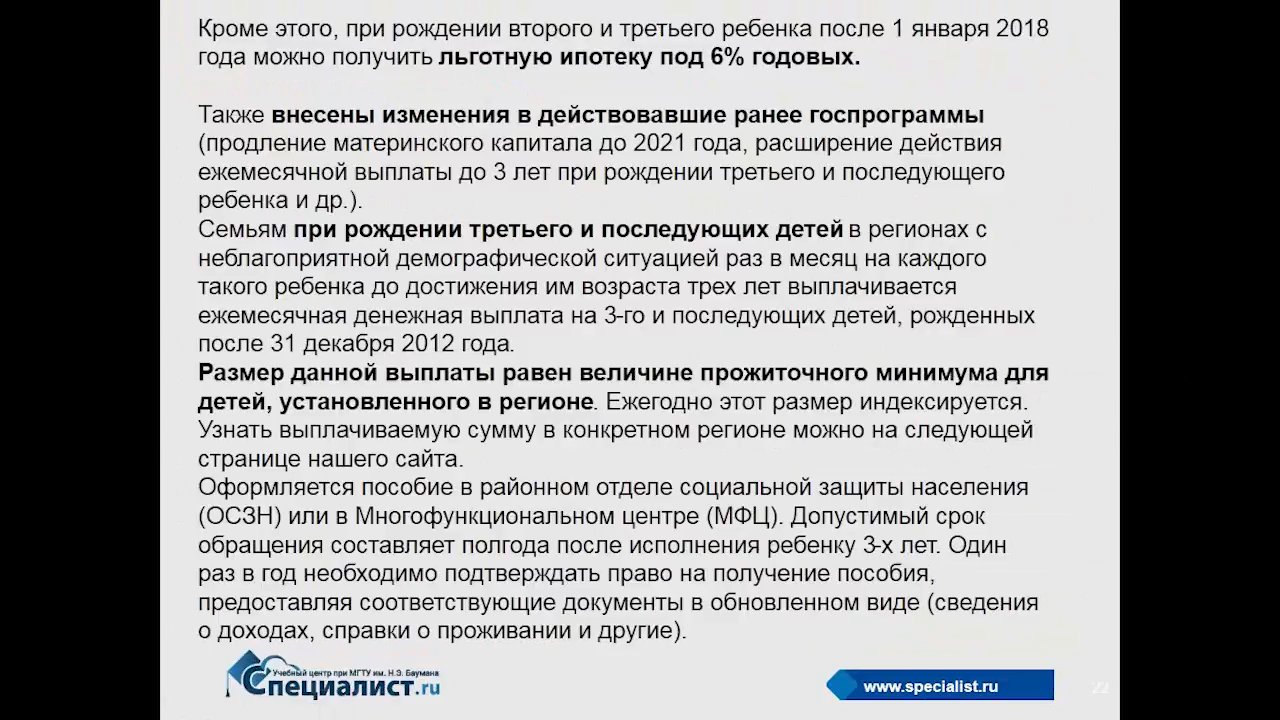 Кроме этого, при рождении второго и третьего ребенка после 1 января 2018
года можно получить льготную ипотеку под 6% годовых.
Также внесены изменения в действовавшие ранее госпрограммы
(продление материнского капитала до 2021 года, расширение действия
ежемесячной выплаты до 3 лет при рождении третьего и последующего
ребенка и др.).
Семьям при рождении третьего и последующих детей в регионах с
неблагоприятной демографической ситуацией раз в месяц на каждого
такого ребенка до достижения им возраста трех лет выплачивается
ежемесячная денежная выплата на 3-го и последующих детей, рожденных
после 31 декабря 2012 года.
Размер данной выплаты равен величине прожиточного минимума для
детей, установленного в регионе. Ежегодно этот размер индексируется.
Узнать выплачиваемую сумму в конкретном регионе можно на следующей
странице нашего сайта.
Оформляется пособие в районном отделе социальной защиты населения
(ОСЗН) или в Многофункциональном центре (МФЦ). Допустимый срок
обращения составляет полгода после исполнения ребенку 3-х лет. Один
раз в год необходимо подтверждать право на получение пособия,
предоставляя соответствующие документы в обновленном виде (сведения
о доходах, справки о проживании и другие).
Учебный центр при МГТУ им. Н.Э. Баумана
Специалист.ru
www.specialist.ru
22